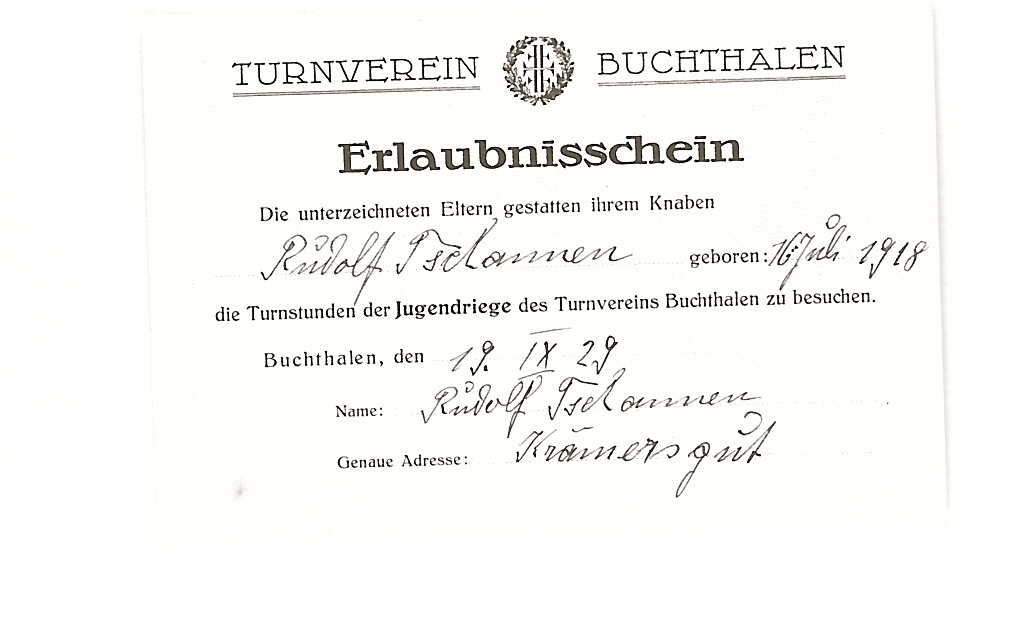 TURNVEREIN BUCHTHALEN
Erlaubnisschein
Die unterzeichneten Eltern gestatten ihrem Knaben
Rudolf Tschannen geboren: 16. Juli 1918
die Turnstunden der Jugendriege des Turnvereins Buchthalen zu besuchen.
Buchthalen, den 19. IX 29
Name: Rudolf Tschannen
Genaue Adresse: Krämersgut